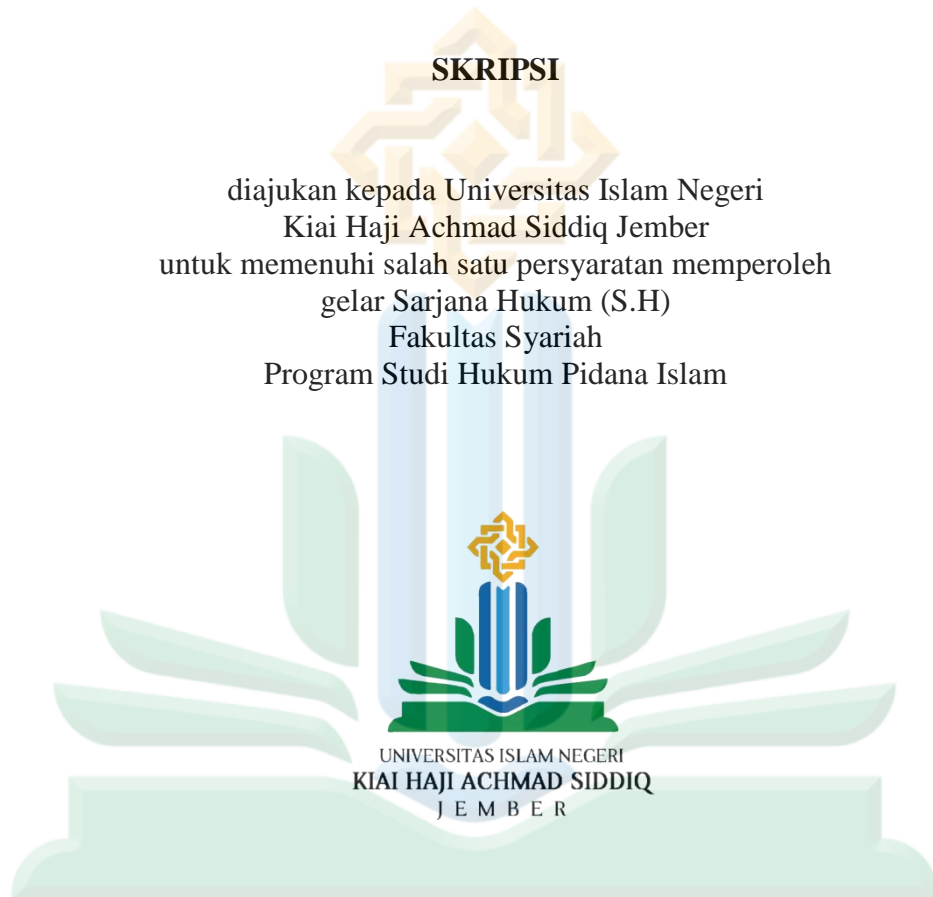 SKRIPSI
diajukan kepada Universitas Islam Negeri
Kiai Haji Achmad Siddiq Jember
untuk memenuhi salah satu persyaratan memperoleh
gelar Sarjana Hukum (S.H)
Fakultas Syariah
Program Studi Hukum Pidana Islam
UNIVERSITAS ISLAM NEGERI
KIAI HAJI ACHMAD SIDDIQ
JEMBER